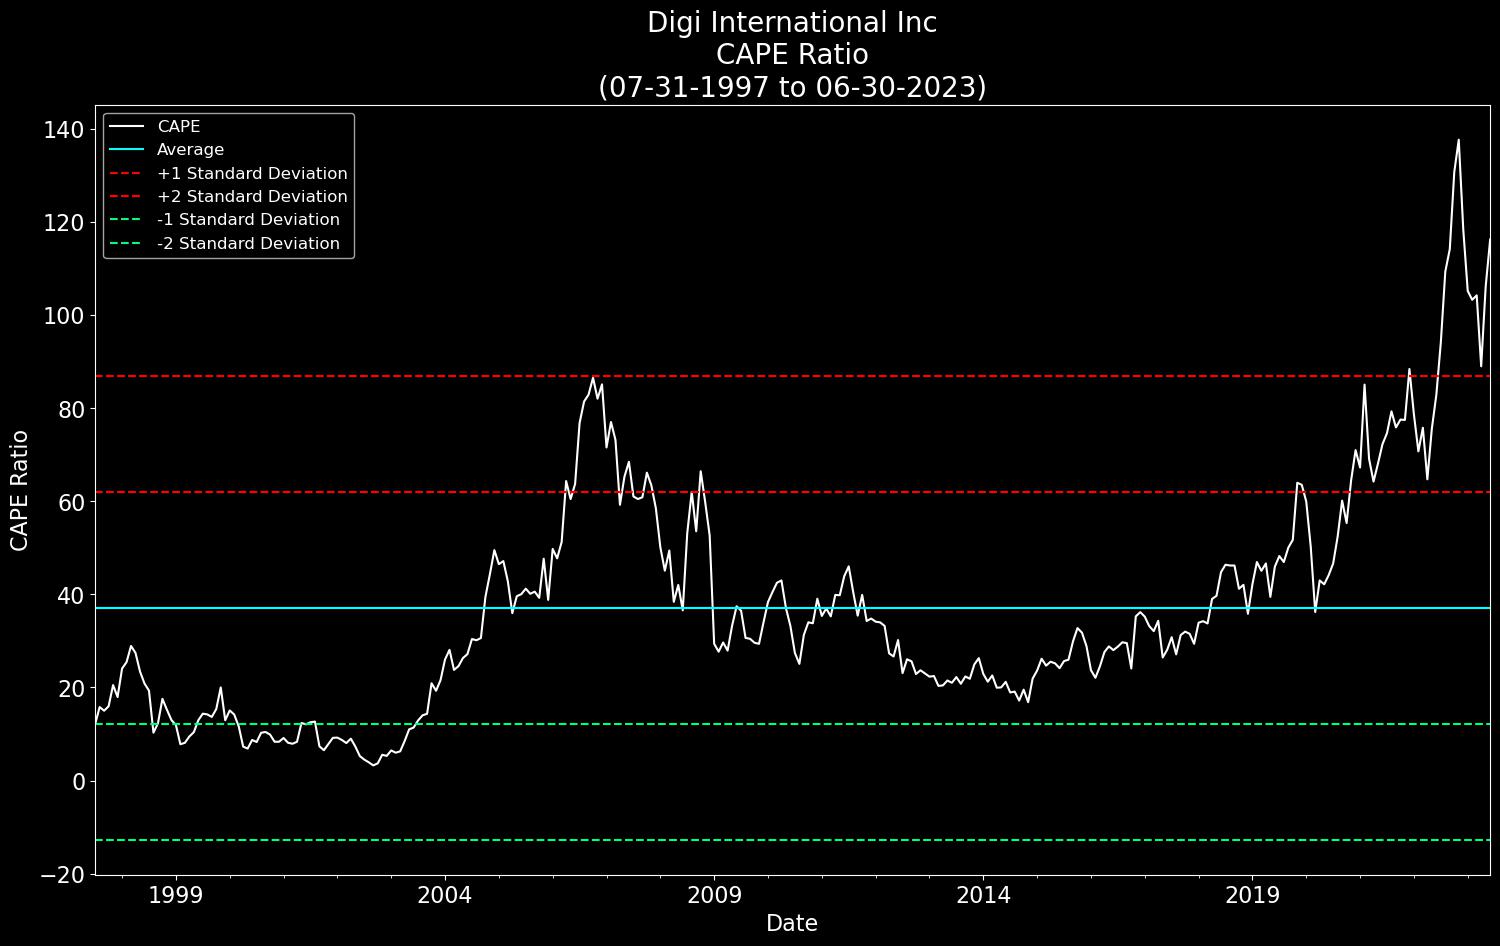 Digi International Inc
CAPE Ratio
(07-31-1997 to 06-30-2023)
CAPE
Average
+1 Standard Deviation
+2 Standard Deviation
-1 Standard Deviation
-2 Standard Deviation
140
120
100
80
60
40
20
0
−20
CAPE Ratio
1999
2004
2009
2014
2019
Date